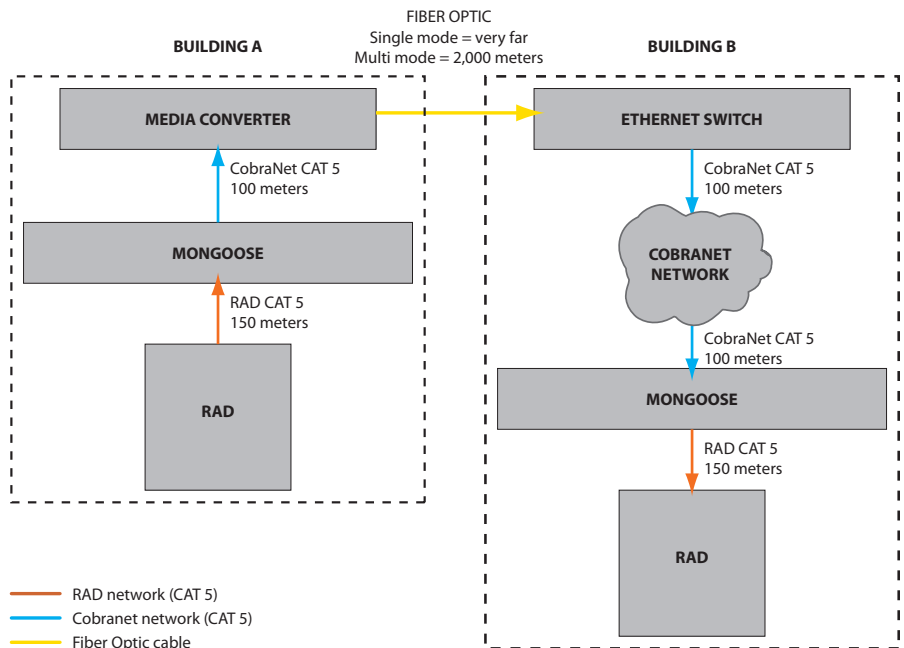 FIBER OPTIC
Single mode = very far
Multi mode = 2,000 meters
BUILDING A
BUILDING B
MEDIA CONVERTER
ETHERNET SWITCH
CobraNet CAT 5
100 meters
CobraNet CAT 5
100 meters
MONGOOSE
COBRANET
NETWORK
RAD CAT 5
150 meters
CobraNet CAT 5
100 meters
RAD
MONGOOSE
RAD CAT 5
150 meters
RAD
RAD network (CAT 5)
Cobranet network (CAT 5)
Fiber Optic cable